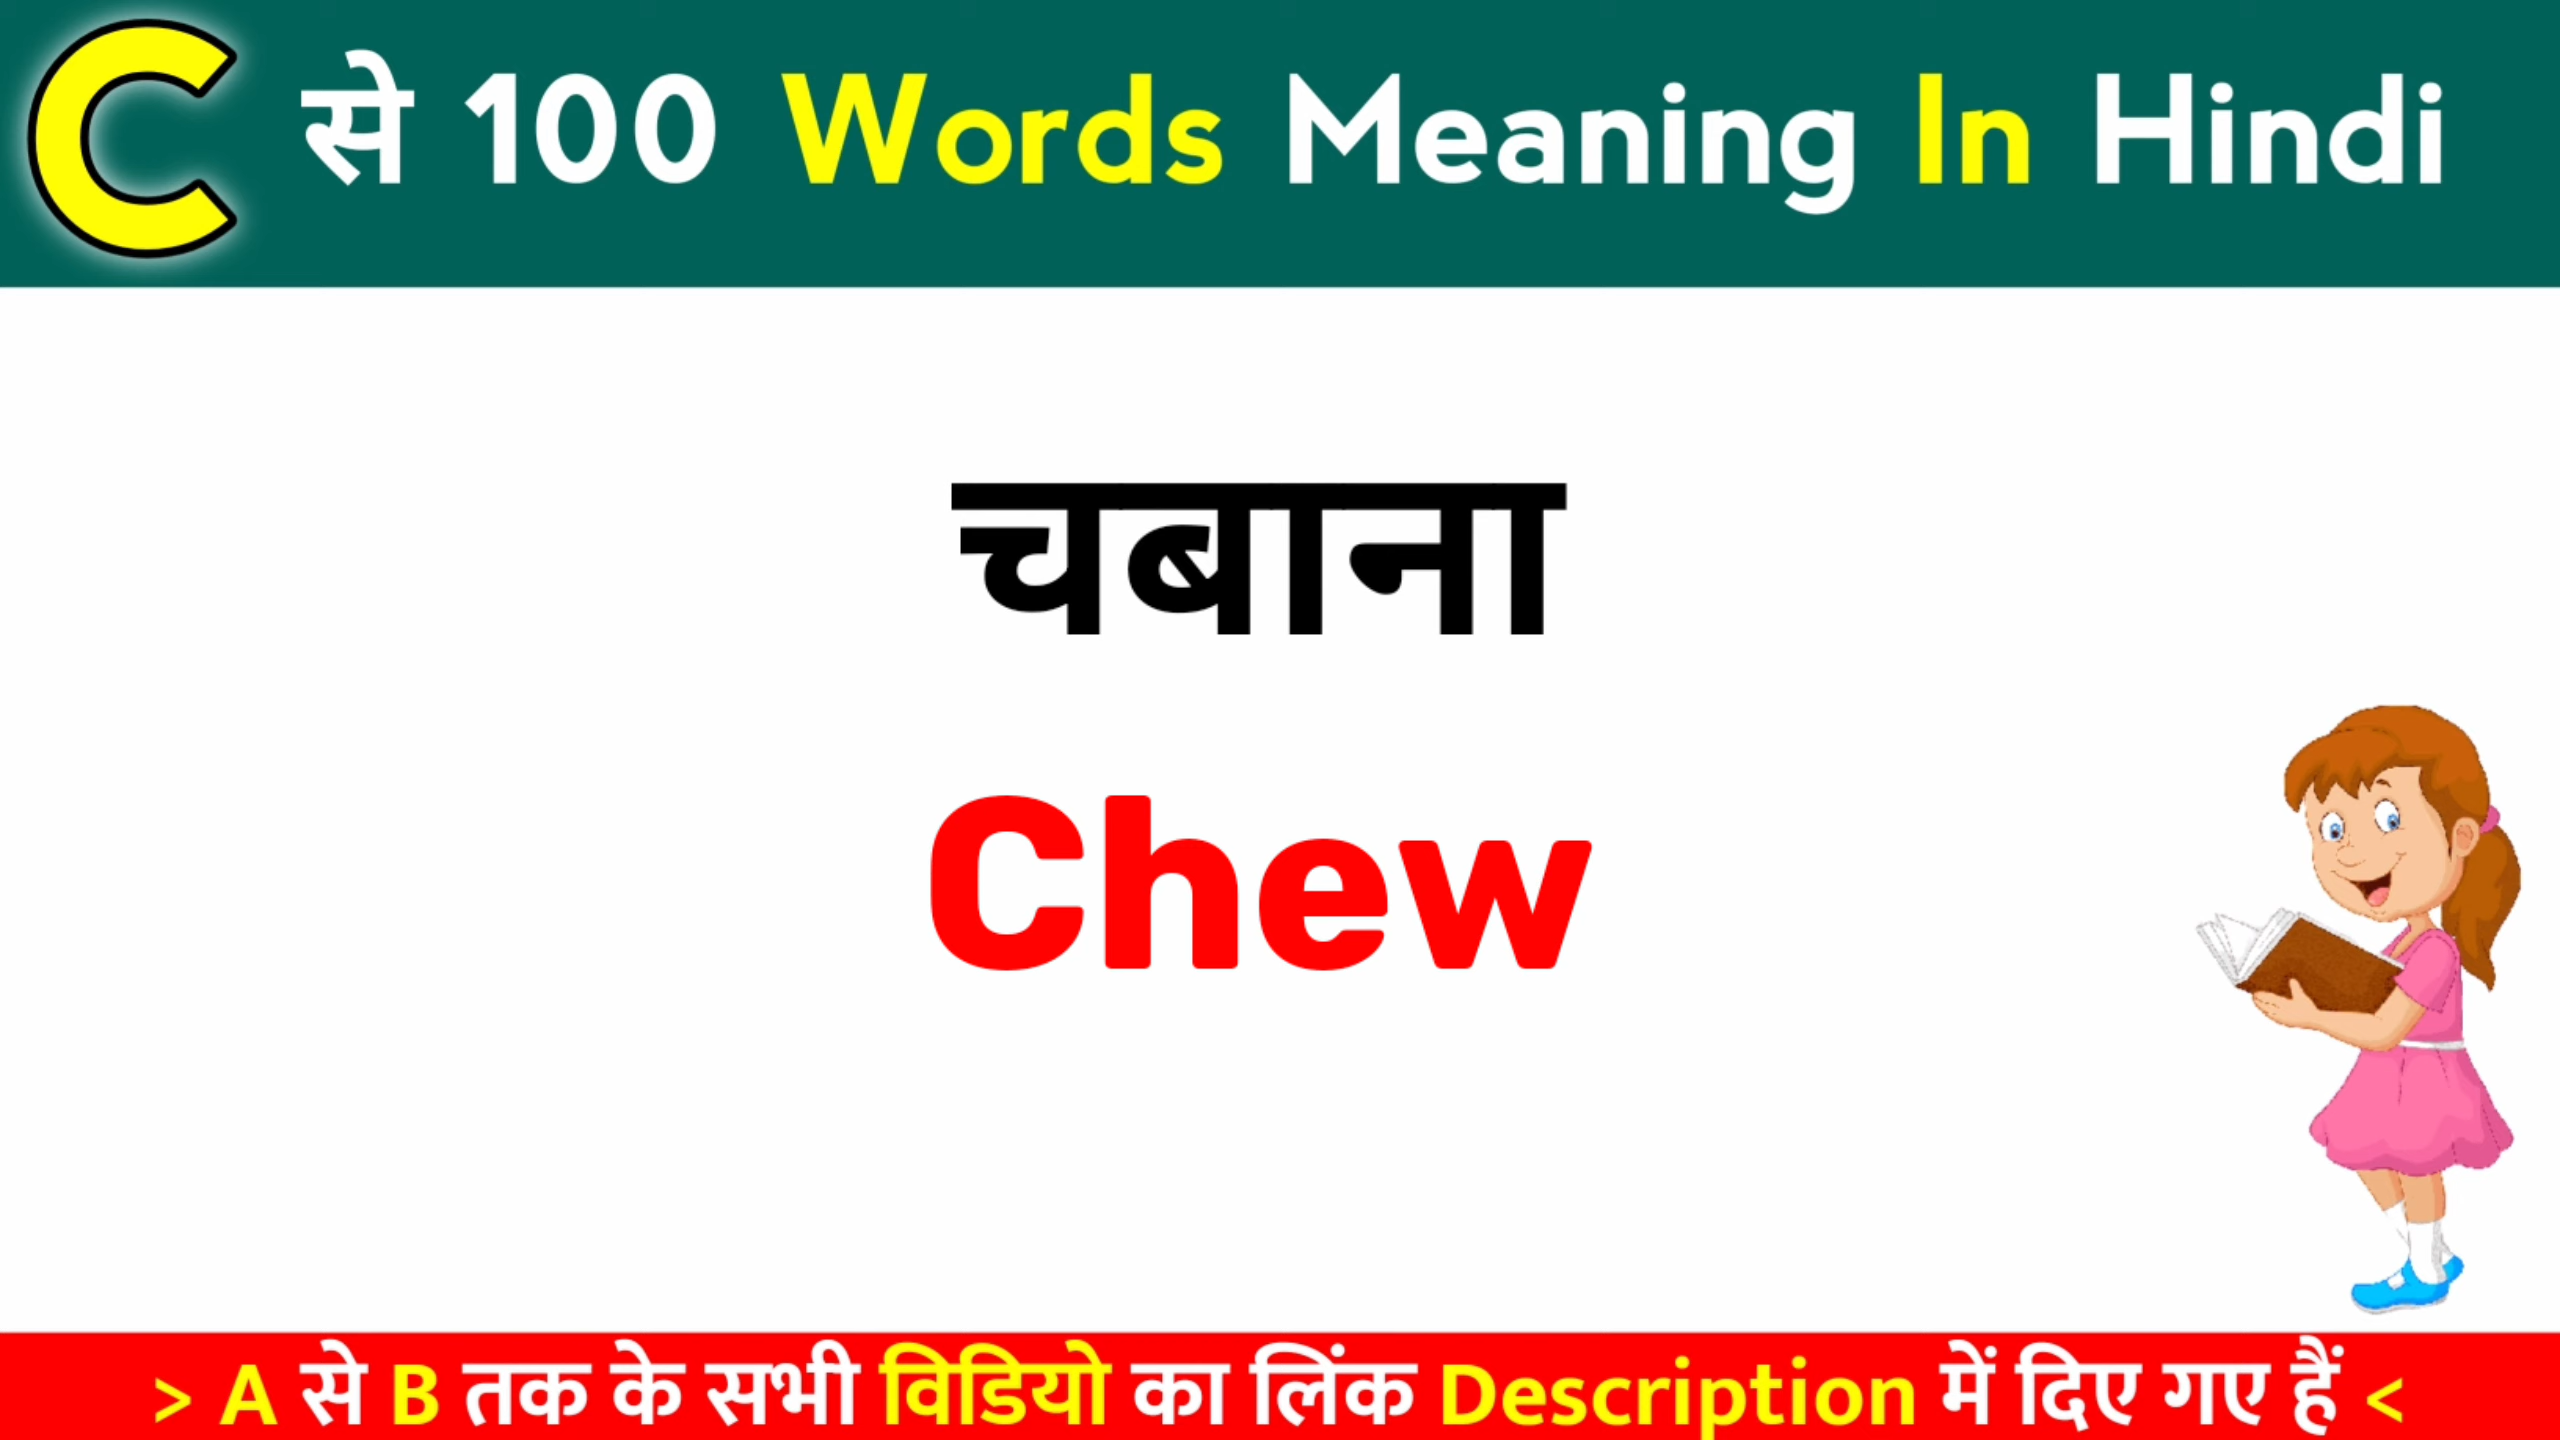 C से 100 Words Meaning In Hindi
चबाना
Chew
> A से B तक के सभी विडियो का लिंक Description में दिए गए हैं <